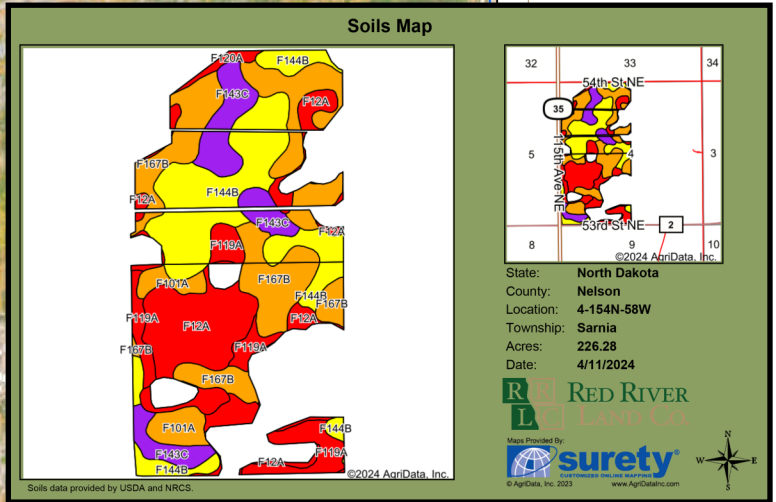 Soils Map
F120A
F144B
F143C
F12A
F167B
F144B
F12A
F143C
F12A
F119A
F101A
F167B
F144B
F167B
F119A
F12A
F12A
F167B
F119A
F167B
F101A
F144B
F143C
F119A
F144B
F12A
©2024 AgriData, Inc.
Soils data provided by USDA and NRCS.
32 33 34
54th St NE
35
5 4 3
115th Ave NE
53rd St NE
2
8 9 10
©2024 AgriData, Inc.
State: North Dakota
County: Nelson
Location: 4-154N-58W
Township: Sarnia
Acres: 226.28
Date: 4/11/2024
R R
L C
RED RIVER
LAND CO.
Maps Provided By:
surety®
CUSTOMIZED ONLINE MAPPING
© AgriData, Inc. 2023 www.AgriDataInc.com
N
W E
S